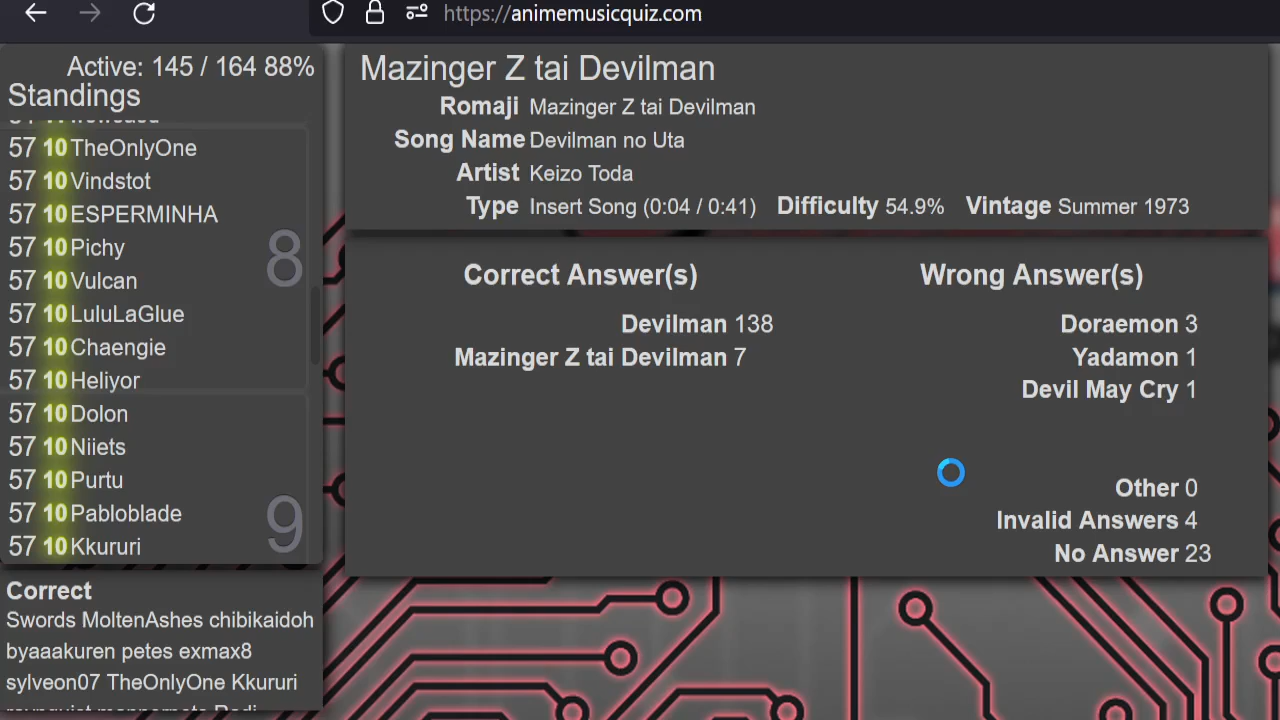 https://animemusicquiz.com
Active: 145 / 164 88%
Standings
57 10 TheOnlyOne
57 10 Vindstot
57 10 ESPERMINHA
57 10 Pichy
57 10 Vulcan
57 10 LuluLaGlue
57 10 Chaengie
57 10 Heliyor
8
57 10 Dolon
57 10 Niiets
57 10 Purtu
57 10 Pabloblade
57 10 Kkururi
9
Correct
Swords MoltenAshes chibikaidoh
byaaakuren petes exmax8
sylveon07 TheOnlyOne Kkururi
Mazinger Z tai Devilman
Romaji Mazinger Z tai Devilman
Song Name Devilman no Uta
Artist Keizo Toda
Type Insert Song (0:04 / 0:41) Difficulty 54.9% Vintage Summer 1973
Correct Answer(s)
Devilman 138
Mazinger Z tai Devilman 7
Wrong Answer(s)
Doraemon 3
Yadamon 1
Devil May Cry 1
Other 0
Invalid Answers 4
No Answer 23